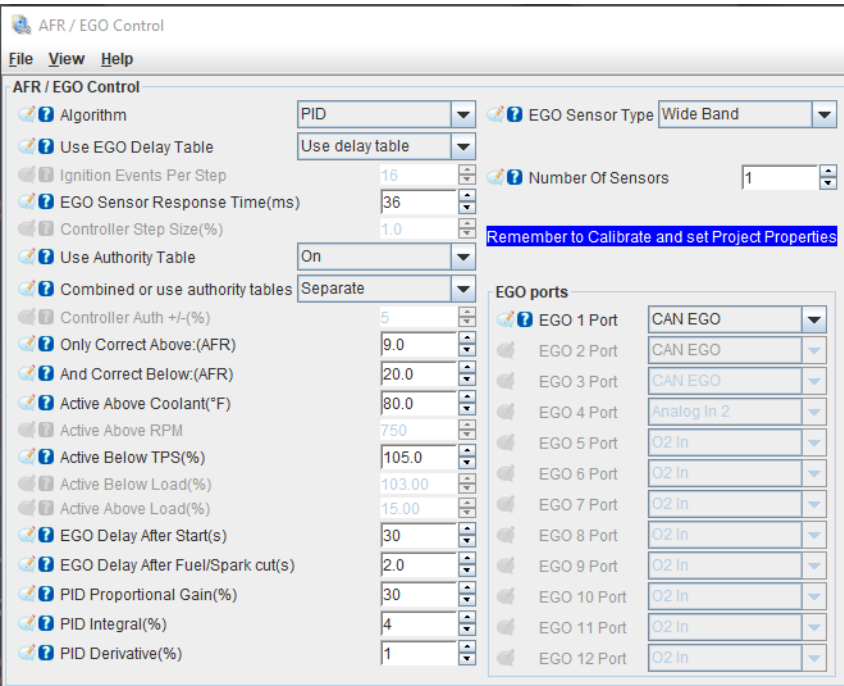 AFR / EGO Control
File View Help
AFR / EGO Control
Algorithm PID
Use EGO Delay Table Use delay table
Ignition Events Per Step 16
EGO Sensor Response Time(ms) 36
Controller Step Size(%) 1.0
Use Authority Table On
Combined or use authority tables Separate
Controller Auth +/-(%) 5
Only Correct Above:(AFR) 9.0
And Correct Below:(AFR) 20.0
Active Above Coolant(°F) 80.0
Active Above RPM 750
Active Below TPS(%) 105.0
Active Below Load(%) 103.00
Active Above Load(%) 15.00
EGO Delay After Start(s) 30
EGO Delay After Fuel/Spark cut(s) 2.0
PID Proportional Gain(%) 30
PID Integral(%) 4
PID Derivative(%) 1
EGO Sensor Type Wide Band
Number Of Sensors 1
Remember to Calibrate and set Project Properties
EGO ports
EGO 1 Port CAN EGO
EGO 2 Port CAN EGO
EGO 3 Port CAN EGO
EGO 4 Port Analog In 2
EGO 5 Port O2 In
EGO 6 Port O2 In
EGO 7 Port O2 In
EGO 8 Port O2 In
EGO 9 Port O2 In
EGO 10 Port O2 In
EGO 11 Port O2 In
EGO 12 Port O2 In